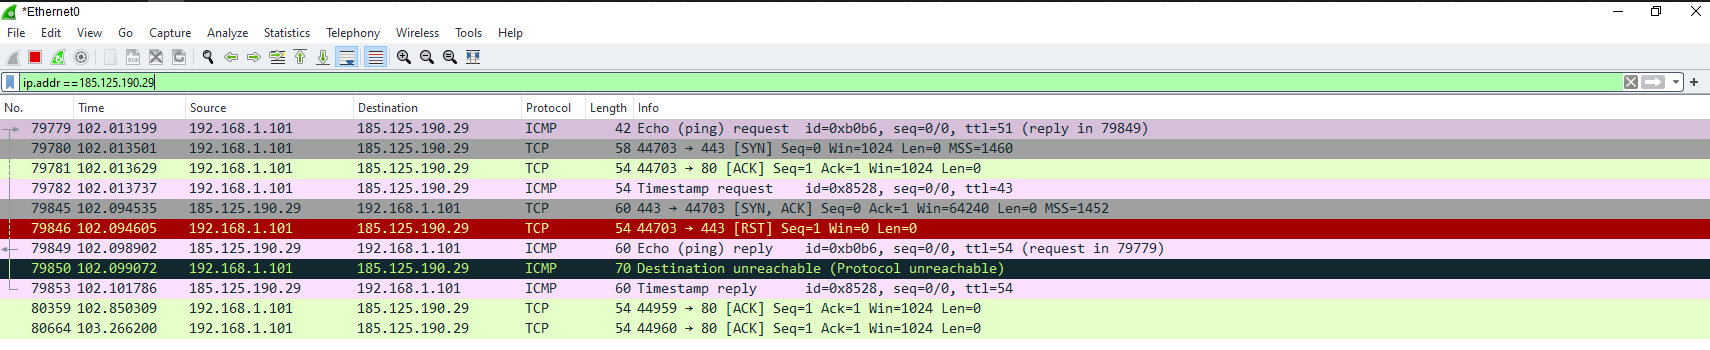 *Ethernet0
File Edit View Go Capture Analyze Statistics Telephony Wireless Tools Help
ip.addr ==185.125.190.29
No. Time Source Destination Protocol Length Info
79779 102.013199 192.168.1.101 185.125.190.29 ICMP 42 Echo (ping) request id=0xb0b6, seq=0/0, ttl=51 (reply in 79849)
79780 102.013501 192.168.1.101 185.125.190.29 TCP 58 44703 → 443 [SYN] Seq=0 Win=1024 Len=0 MSS=1460
79781 102.013629 192.168.1.101 185.125.190.29 TCP 54 44703 → 80 [ACK] Seq=1 Ack=1 Win=1024 Len=0
79782 102.013737 192.168.1.101 185.125.190.29 ICMP 54 Timestamp request id=0x8528, seq=0/0, ttl=43
79845 102.094535 185.125.190.29 192.168.1.101 TCP 60 443 → 44703 [SYN, ACK] Seq=0 Ack=1 Win=64240 Len=0 MSS=1452
79846 102.094605 192.168.1.101 185.125.190.29 TCP 54 44703 → 443 [RST] Seq=1 Win=0 Len=0
79849 102.098902 185.125.190.29 192.168.1.101 ICMP 60 Echo (ping) reply id=0xb0b6, seq=0/0, ttl=54 (request in 79779)
79850 102.099072 192.168.1.101 185.125.190.29 ICMP 70 Destination unreachable (Protocol unreachable)
79853 102.101786 185.125.190.29 192.168.1.101 ICMP 60 Timestamp reply id=0x8528, seq=0/0, ttl=54
80359 102.850309 192.168.1.101 185.125.190.29 TCP 54 44959 → 80 [ACK] Seq=1 Ack=1 Win=1024 Len=0
80664 103.266200 192.168.1.101 185.125.190.29 TCP 54 44960 → 80 [ACK] Seq=1 Ack=1 Win=1024 Len=0